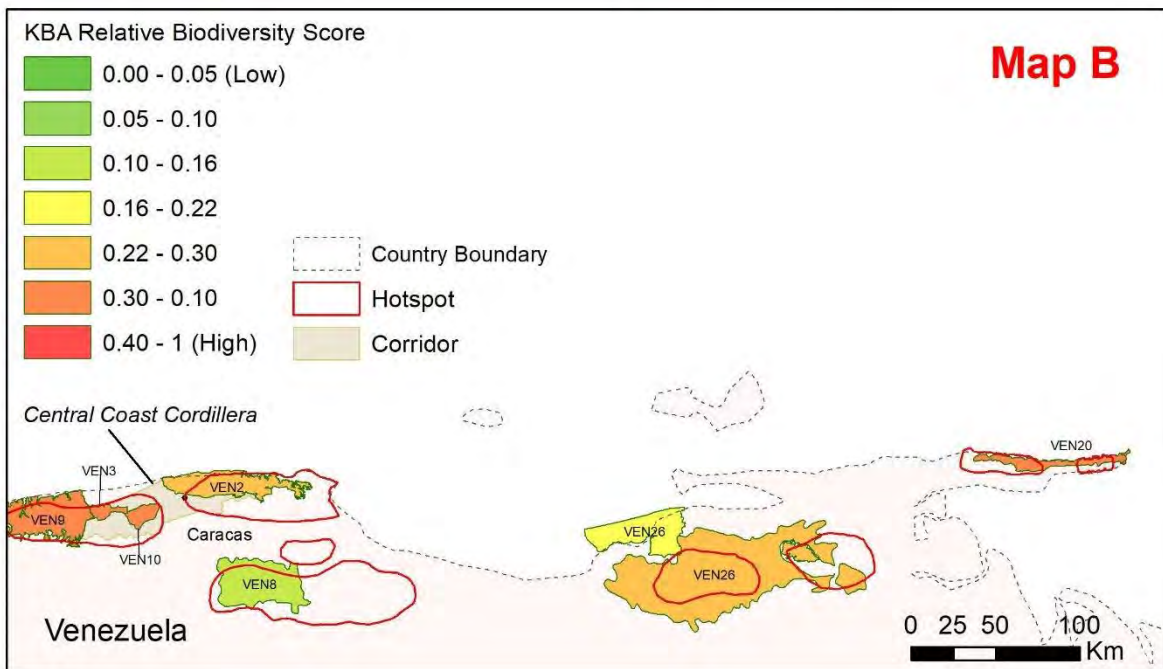 KBA Relative Biodiversity Score
Map B
0.00 - 0.05 (Low)
0.05 - 0.10
0.10 - 0.16
0.16 - 0.22
0.22 - 0.30
0.30 - 0.10
0.40 - 1 (High)
Country Boundary
Hotspot
Corridor
Central Coast Cordillera
VEN3
VEN2
VEN9
VEN10
Caracas
VEN8
VEN26
VEN26
VEN20
Venezuela
0 25 50 100
Km